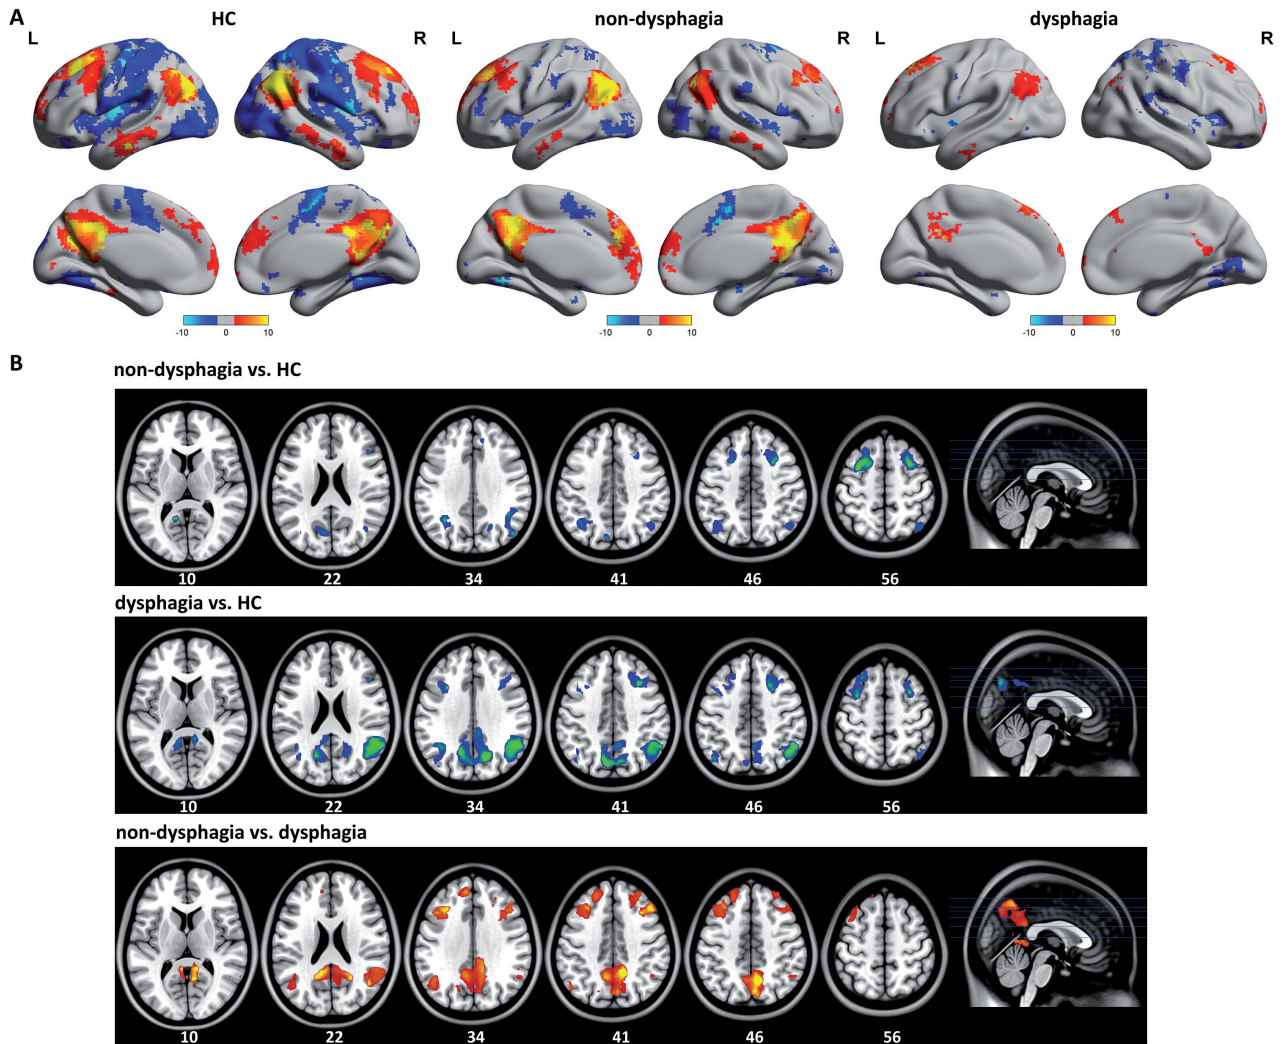 A
HC
non-dysphagia
dysphagia
L R L R L R
-10 0 10 -10 0 10 -10 0 10
B
non-dysphagia vs. HC
10 22 34 41 46 56
dysphagia vs. HC
10 22 34 41 46 56
non-dysphagia vs. dysphagia
10 22 34 41 46 56